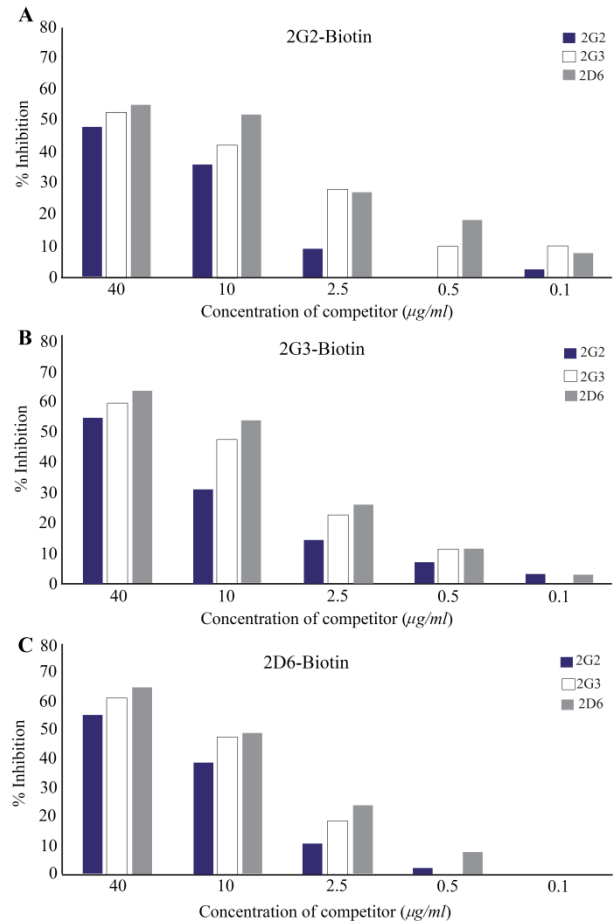 A
2G2-Biotin
2G2
2G3
2D6
% Inhibition
80
70
60
50
40
30
20
10
0
40 10 2.5 0.5 0.1
Concentration of competitor (µg/ml)
B
2G3-Biotin
2G2
2G3
2D6
% Inhibition
80
70
60
50
40
30
20
10
0
40 10 2.5 0.5 0.1
Concentration of competitor (µg/ml)
C
2D6-Biotin
2G2
2G3
2D6
% Inhibition
80
70
60
50
40
30
20
10
0
40 10 2.5 0.5 0.1
Concentration of competitor (µg/ml)